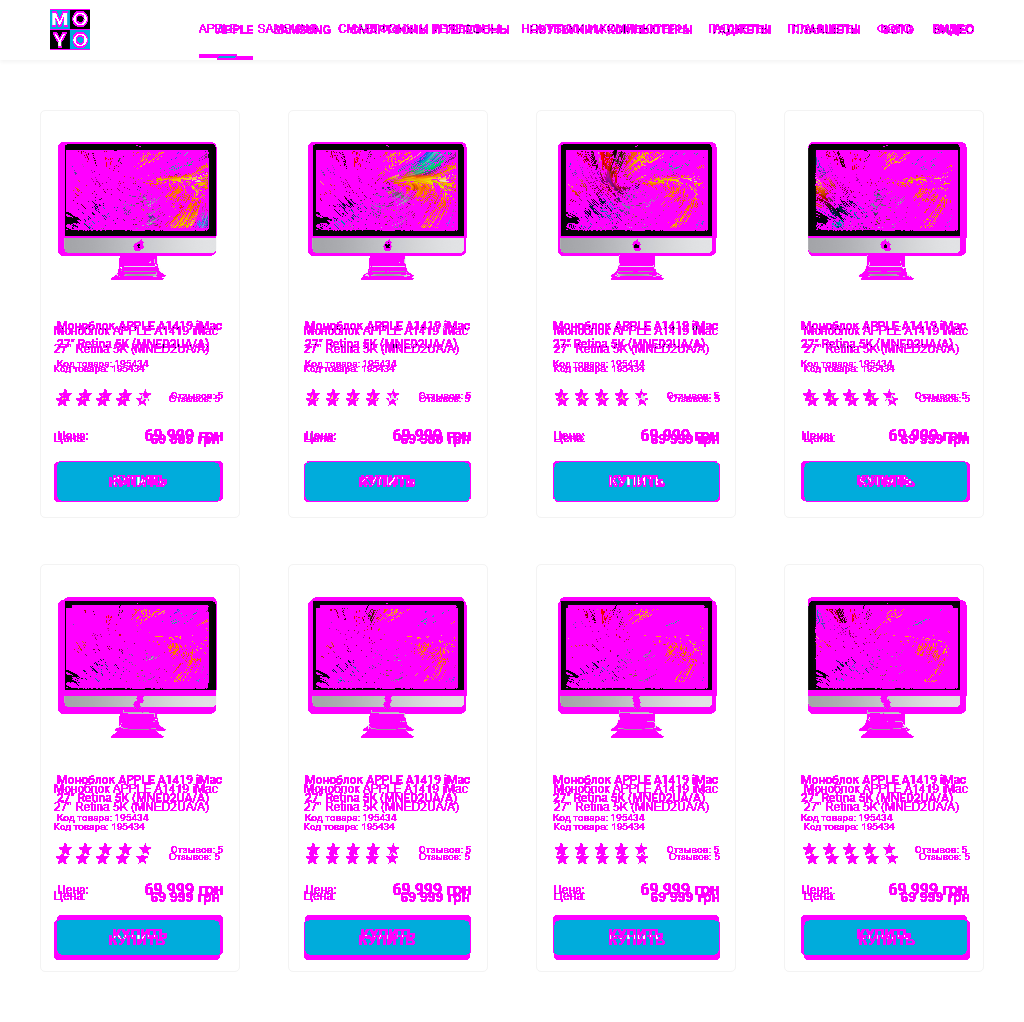 MO
YO
APPLE SAMSUNG СМАРТФОНЫ И ТЕЛЕФОНЫ НОУТБУКИ И КОМПЬЮТЕРЫ ГАДЖЕТЫ ПЛАНШЕТЫ ФОТО ВИДЕО
Моноблок APPLE A1419 iMac Моноблок APPLE A1419 iMac Моноблок APPLE A1419 iMac Моноблок APPLE A1419 iMac
27" Retina 5K (MNED2UA/A) 27" Retina 5K (MNED2UA/A) 27" Retina 5K (MNED2UA/A) 27" Retina 5K (MNED2UA/A)
Код товара: 195434 Код товара: 195434 Код товара: 195434 Код товара: 195434
Отзывов: 5 Отзывов: 5 Отзывов: 5 Отзывов: 5
Цена: 69 999 грн Цена: 69 999 грн Цена: 69 999 грн Цена: 69 999 грн
КУПИТЬ КУПИТЬ КУПИТЬ КУПИТЬ
Моноблок APPLE A1419 iMac Моноблок APPLE A1419 iMac Моноблок APPLE A1419 iMac Моноблок APPLE A1419 iMac
27" Retina 5K (MNED2UA/A) 27" Retina 5K (MNED2UA/A) 27" Retina 5K (MNED2UA/A) 27" Retina 5K (MNED2UA/A)
Код товара: 195434 Код товара: 195434 Код товара: 195434 Код товара: 195434
Отзывов: 5 Отзывов: 5 Отзывов: 5 Отзывов: 5
Цена: 69 999 грн Цена: 69 999 грн Цена: 69 999 грн Цена: 69 999 грн
КУПИТЬ КУПИТЬ КУПИТЬ КУПИТЬ